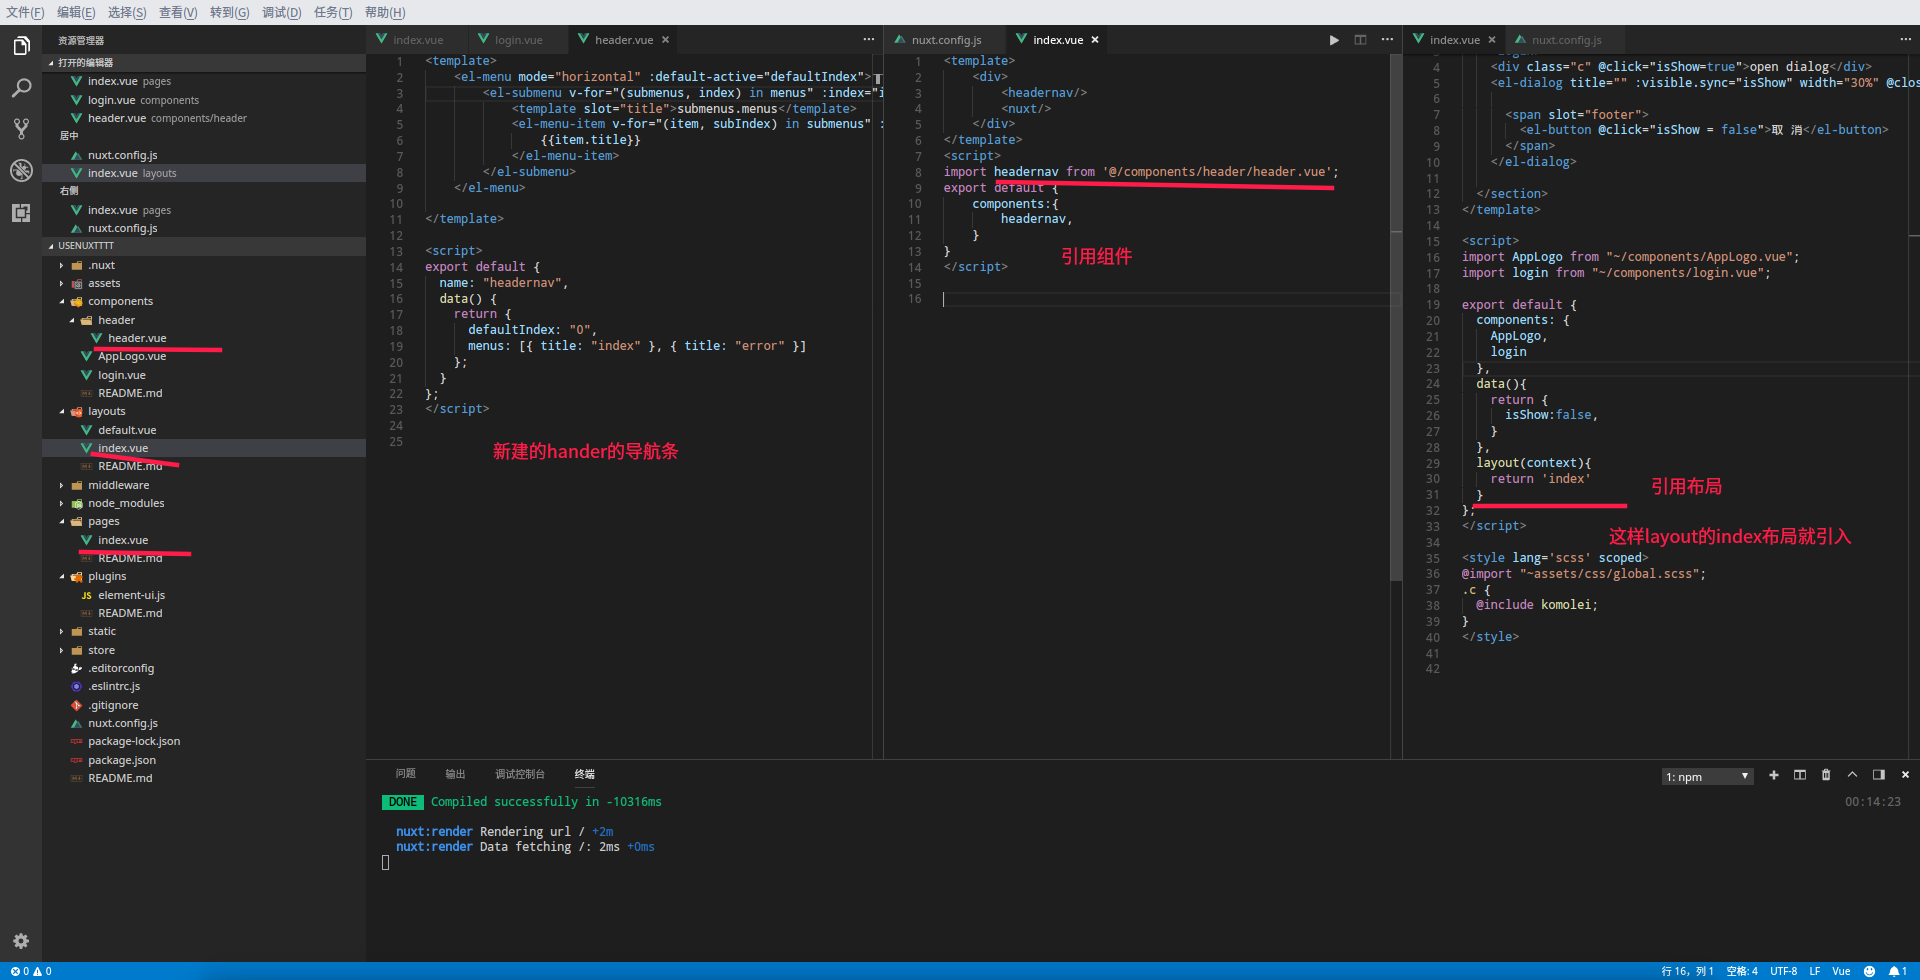 文件(F) 编辑(E) 选择(S) 查看(V) 转到(G) 调试(D) 任务(T) 帮助(H)
资源管理器
打开的编辑器
index.vue pages
login.vue components
header.vue components/header
居中
nuxt.config.js
index.vue layouts
右侧
index.vue pages
nuxt.config.js
USENUXTTTT
.nuxt
assets
components
header
header.vue
AppLogo.vue
login.vue
README.md
layouts
default.vue
index.vue
README.md
middleware
node_modules
pages
index.vue
README.md
plugins
JS element-ui.js
README.md
static
store
.editorconfig
.eslintrc.js
.gitignore
nuxt.config.js
package-lock.json
package.json
README.md
index.vue login.vue header.vue
1 <template>
2 <el-menu mode="horizontal" :default-active="defaultIndex">
3 <el-submenu v-for="(submenus, index) in menus" :index="i
4 <template slot="title">submenus.menus</template>
5 <el-menu-item v-for="(item, subIndex) in submenus" :
6 {{item.title}}
7 </el-menu-item>
8 </el-submenu>
9 </el-menu>
10
11 </template>
12
13 <script>
14 export default {
15 name: "headernav",
16 data() {
17 return {
18 defaultIndex: "0",
19 menus: [{ title: "index" }, { title: "error" }]
20 };
21 }
22 };
23 </script>
24
25
新建的hander的导航条
nuxt.config.js index.vue
1 <template>
2 <div>
3 <headernav/>
4 <nuxt/>
5 </div>
6 </template>
7 <script>
8 import headernav from '@/components/header/header.vue';
9 export default {
10 components:{
11 headernav,
12 }
13 }
14 </script>
15
16
引用组件
index.vue nuxt.config.js
4 <div class="c" @click="isShow=true">open dialog</div>
5 <el-dialog title="" :visible.sync="isShow" width="30%" @clos
6
7 <span slot="footer">
8 <el-button @click="isShow = false">取 消</el-button>
9 </span>
10 </el-dialog>
11
12 </section>
13 </template>
14
15 <script>
16 import AppLogo from "~/components/AppLogo.vue";
17 import login from "~/components/login.vue";
18
19 export default {
20 components: {
21 AppLogo,
22 login
23 },
24 data(){
25 return {
26 isShow:false,
27 }
28 },
29 layout(context){
30 return 'index'
31 }
32 };
33 </script>
34
35 <style lang='scss' scoped>
36 @import "~assets/css/global.scss";
37 .c {
38 @include komolei;
39 }
40 </style>
41
42
引用布局
这样layout的index布局就引入
问题 输出 调试控制台 终端
1: npm
DONE Compiled successfully in -10316ms
00:14:23
nuxt:render Rendering url / +2m
nuxt:render Data fetching /: 2ms +0ms
0 0
行 16，列 1 空格: 4 UTF-8 LF Vue 1